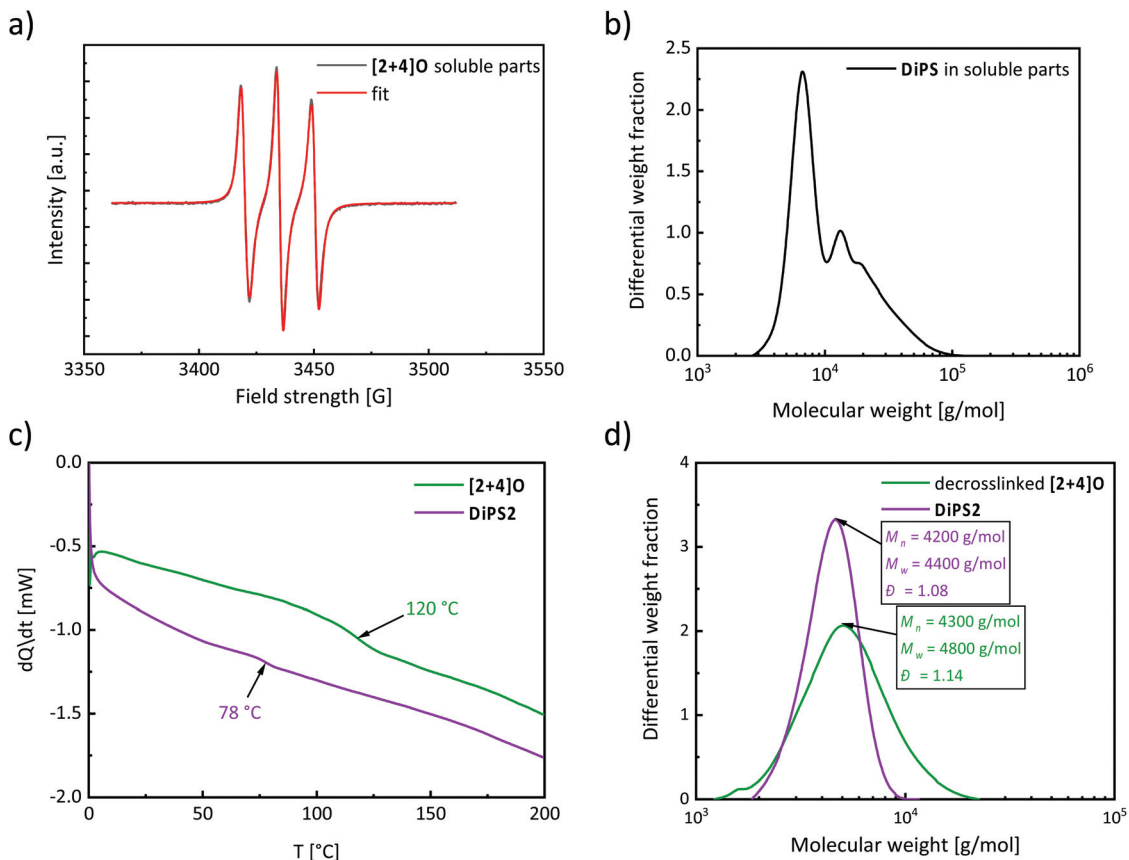 a)
[2+4]O soluble parts
fit
Intensity [a.u.]
3350
3400
3450
3500
3550
Field strength [G]
b)
DiPS in soluble parts
Differential weight fraction
2.5
2.0
1.5
1.0
0.5
0.0
10³
10⁴
10⁵
10⁶
Molecular weight [g/mol]
c)
[2+4]O
DiPS2
dQ\dt [mW]
0.0
-0.5
-1.0
-1.5
-2.0
120 °C
78 °C
0
50
100
150
200
T [°C]
d)
decrosslinked [2+4]O
DiPS2
Differential weight fraction
4
3
2
1
0
Mn = 4200 g/mol
Mw = 4400 g/mol
Đ = 1.08
Mn = 4300 g/mol
Mw = 4800 g/mol
Đ = 1.14
10³
10⁴
10⁵
Molecular weight [g/mol]